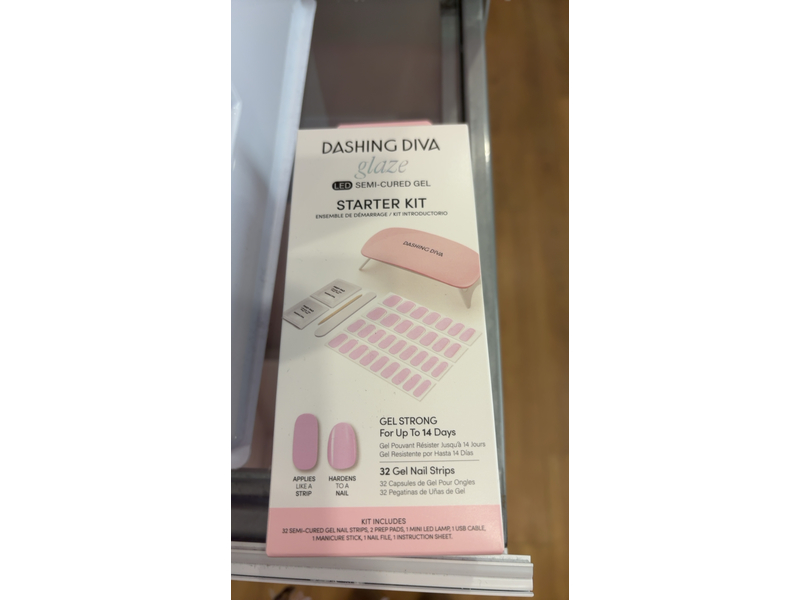 DASHING DIVA
glaze
LED SEMI-CURED GEL
STARTER KIT
ENSEMBLE DE DÉMARRAGE / KIT INTRODUCTORIO
DASHING DIVA
GEL STRONG
For Up To 14 Days
Gel Pouvant Résister Jusqu'à 14 Jours
Gel Resistente por Hasta 14 Días
32 Gel Nail Strips
32 Capsules de Gel Pour Ongles
32 Pegatinas de Uñas de Gel
APPLIES
LIKE A
STRIP
HARDENS
TO A
NAIL
KIT INCLUDES
32 SEMI-CURED GEL NAIL STRIPS, 2 PREP PADS, 1 MINI LED LAMP, 1 USB CABLE,
1 MANICURE STICK, 1 NAIL FILE, 1 INSTRUCTION SHEET.